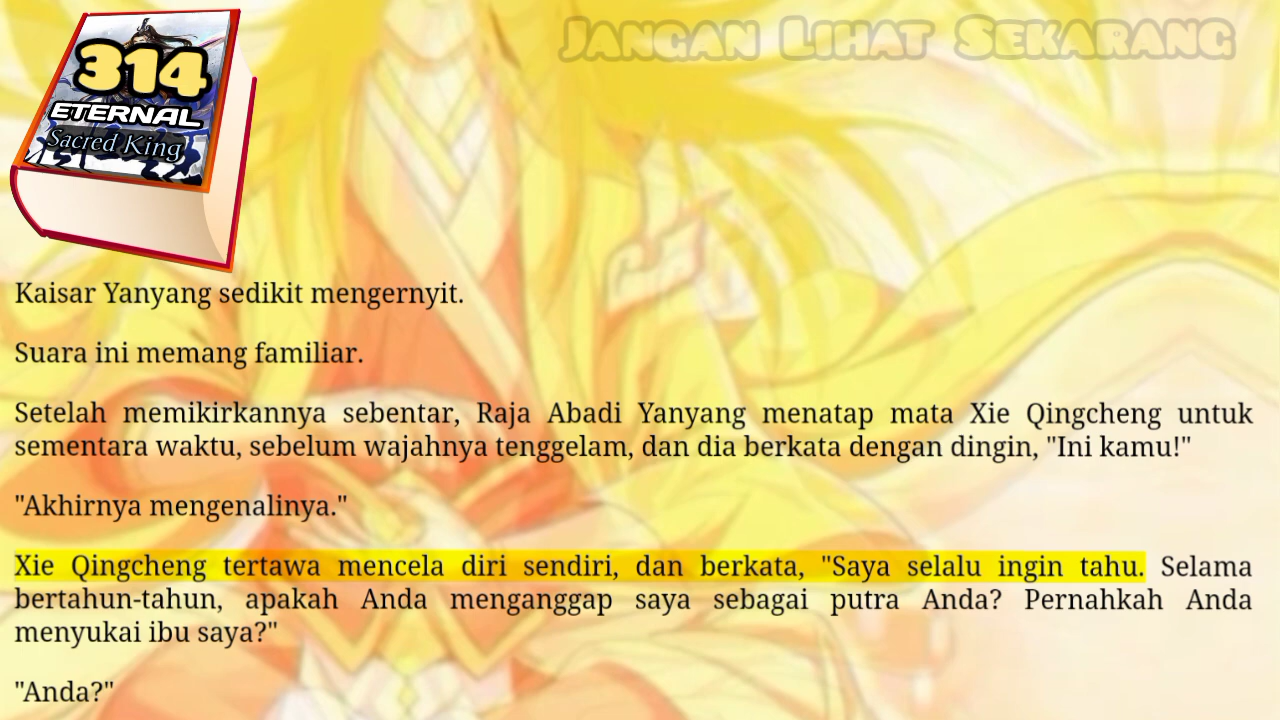 Jangan Lihat Sekarang
314
ETERNAL
Sacred King
Kaisar Yanyang sedikit mengernyit.
Suara ini memang familiar.
Setelah memikirkannya sebentar, Raja Abadi Yanyang menatap mata Xie Qingcheng untuk
sementara waktu, sebelum wajahnya tenggelam, dan dia berkata dengan dingin, "Ini kamu!"
"Akhirnya mengenalinya."
Xie Qingcheng tertawa mencela diri sendiri, dan berkata, "Saya selalu ingin tahu. Selama
bertahun-tahun, apakah Anda menganggap saya sebagai putra Anda? Pernahkah Anda
menyukai ibu saya?"
"Anda?"